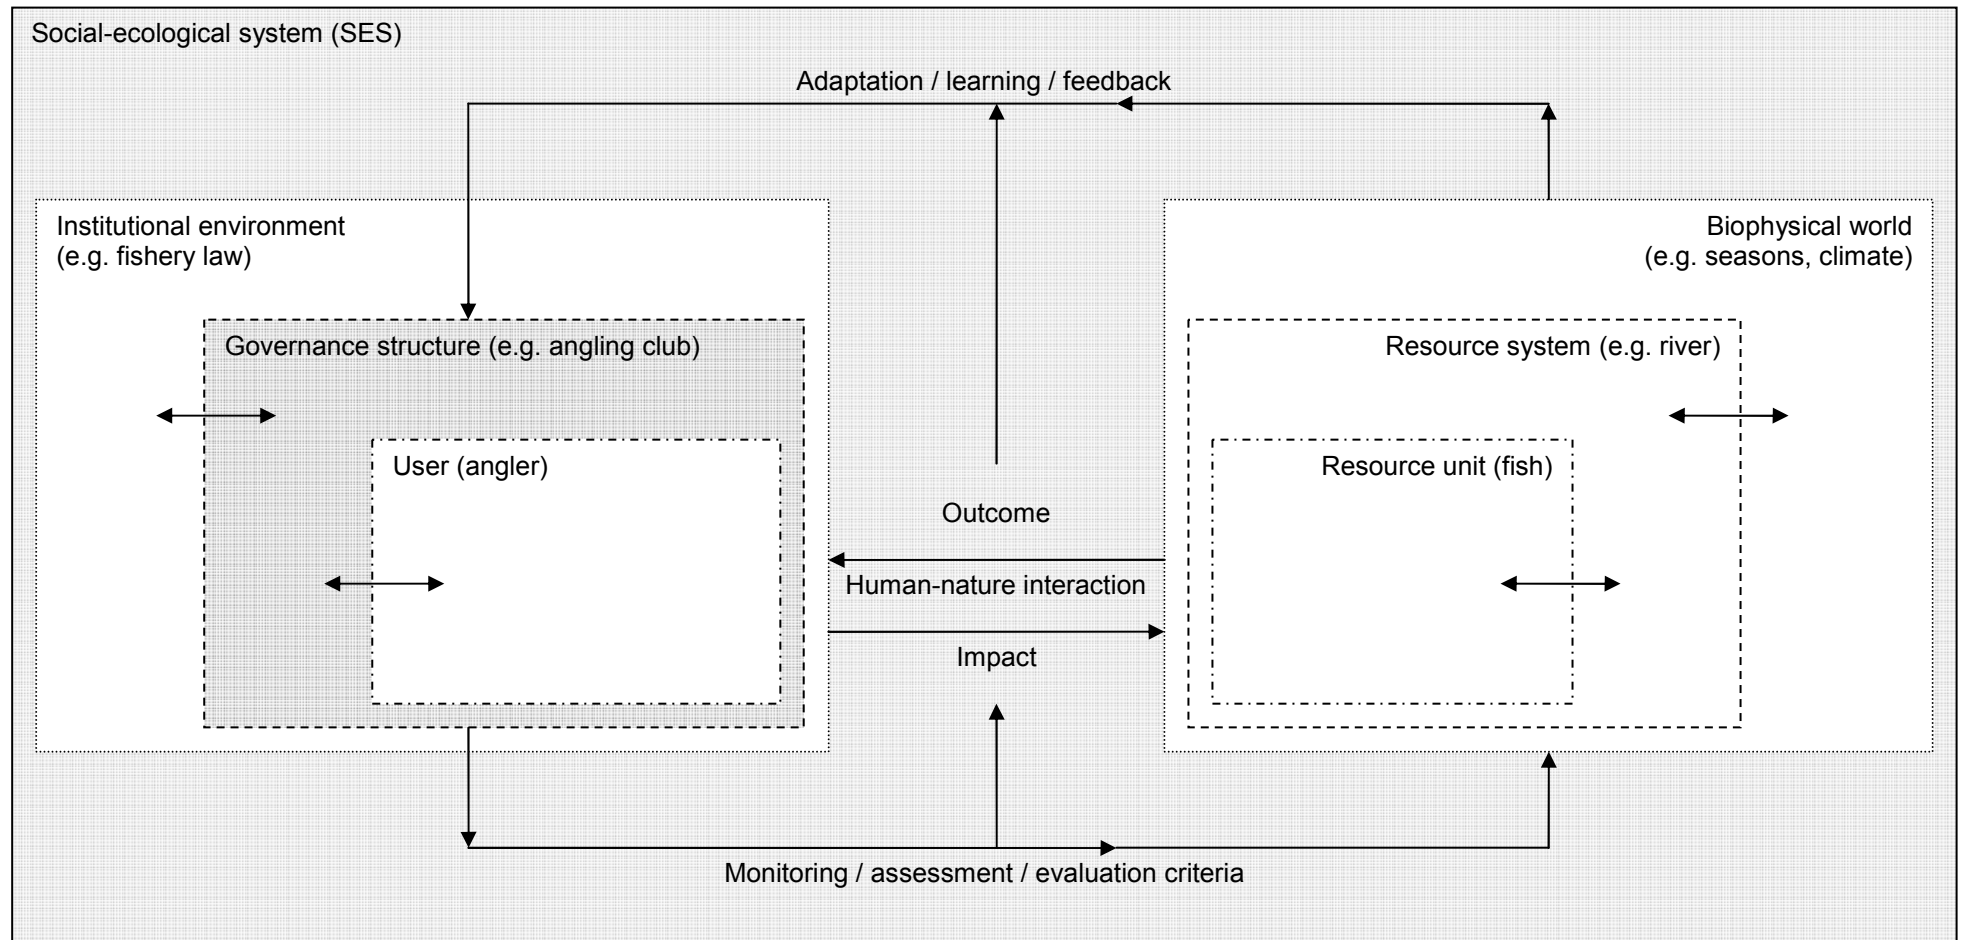 Social-ecological system (SES)
Adaptation / learning / feedback
Institutional environment
(e.g. fishery law)
Biophysical world
(e.g. seasons, climate)
Governance structure (e.g. angling club)
Resource system (e.g. river)
User (angler)
Resource unit (fish)
Outcome
Human-nature interaction
Impact
Monitoring / assessment / evaluation criteria